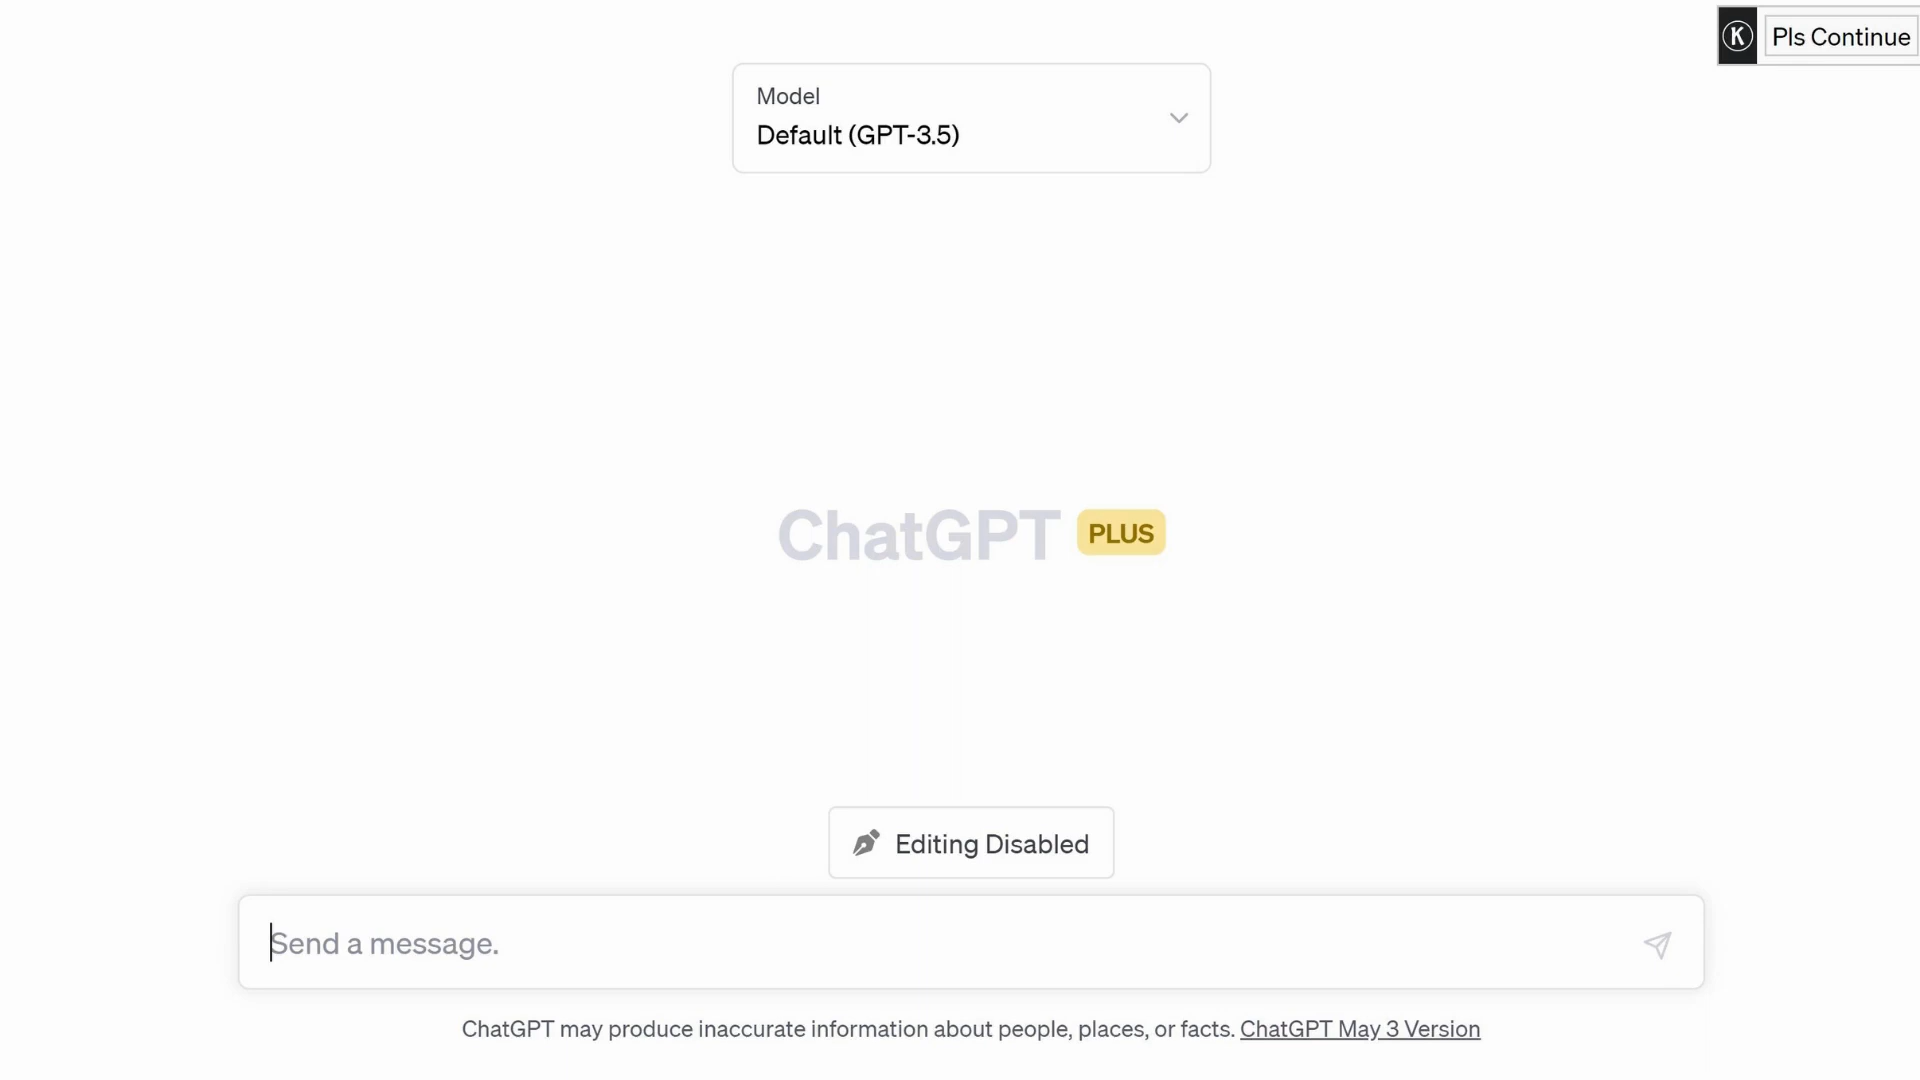 K Pls Continue
Model
Default (GPT-3.5)
ChatGPT PLUS
Editing Disabled
Send a message.
ChatGPT may produce inaccurate information about people, places, or facts. ChatGPT May 3 Version